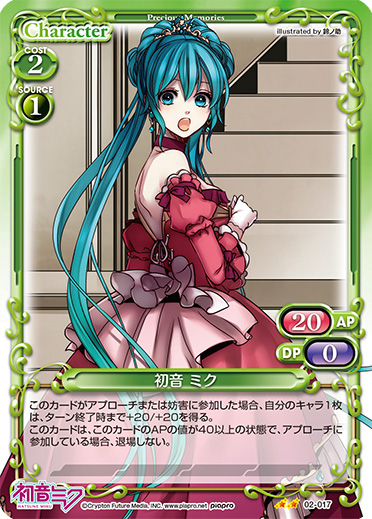 Precious Memories
Character
illustrated by 鈴ノ助
COST
2
SOURCE
1
20 AP
DP 0
初音 ミク
このカードがアプローチまたは妨害に参加した場合、自分のキャラ1枚
は、ターン終了時まで+20/+20を得る。
このカードは、このカードのAPの値が40以上の状態で、アプローチに
参加している場合、退場しない。
初音ミク
HATSUNE MIKU
©Crypton Future Media, INC. www.piapro.net piapro
02-017